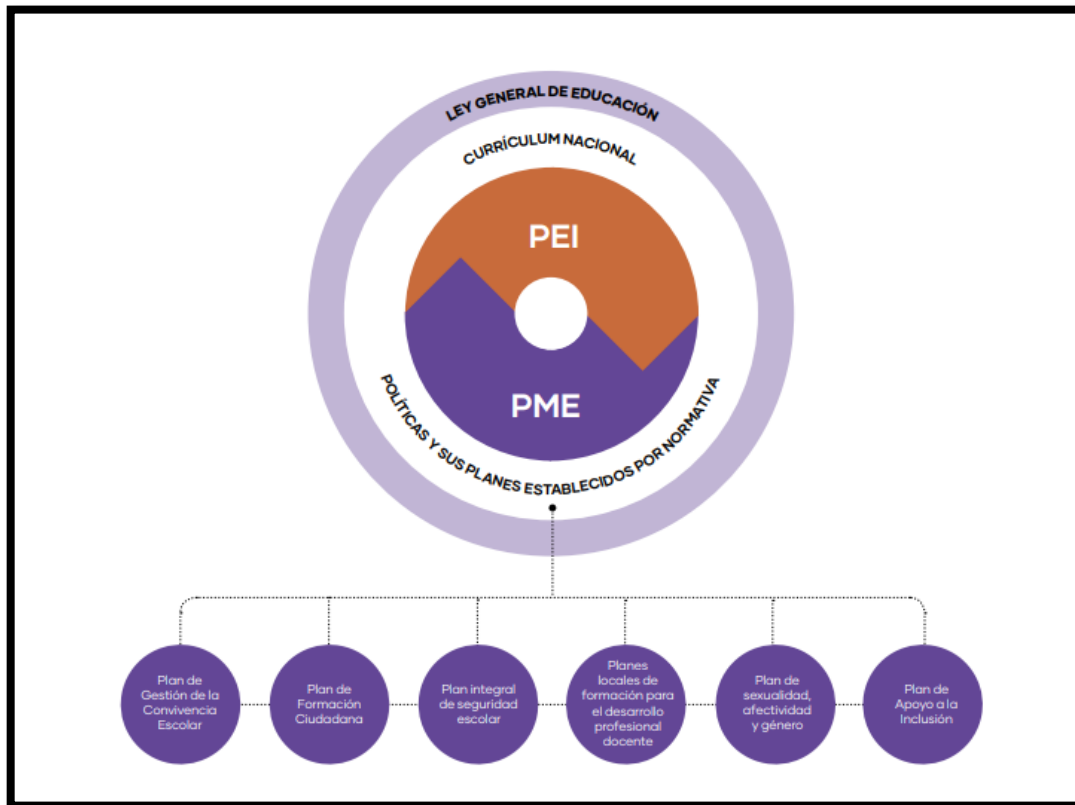 LEY GENERAL DE EDUCACIÓN
CURRÍCULUM NACIONAL
PEI
PME
POLÍTICAS Y SUS PLANES ESTABLECIDOS POR NORMATIVA
Plan de
Gestión de la
Convivencia
Escolar
Plan de
Formación
Ciudadana
Plan integral
de seguridad
escolar
Planes
locales de
formación para
el desarrollo
profesional
docente
Plan de
sexualidad,
afectividad
y género
Plan de
Apoyo a la
Inclusión